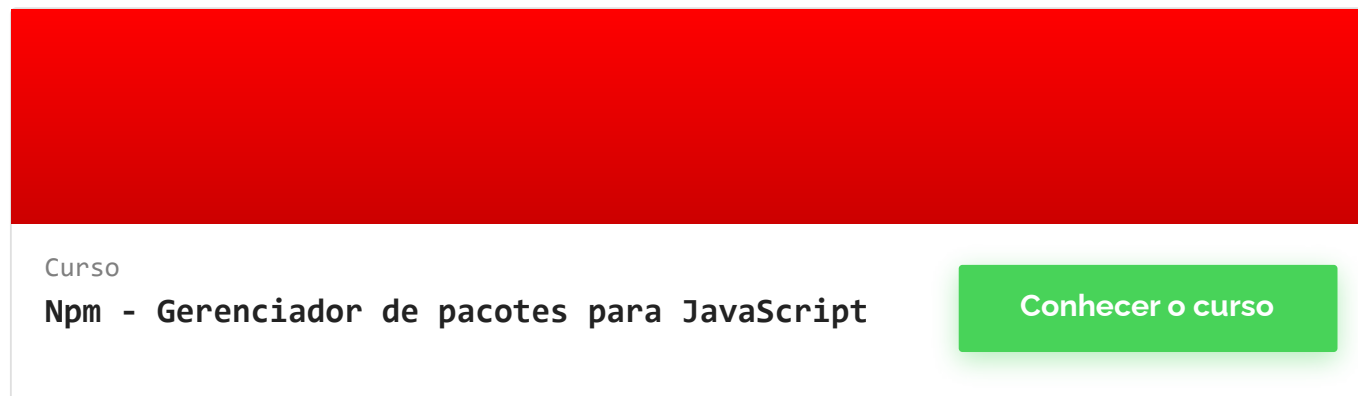 Curso
Npm - Gerenciador de pacotes para JavaScript
Conhecer o curso